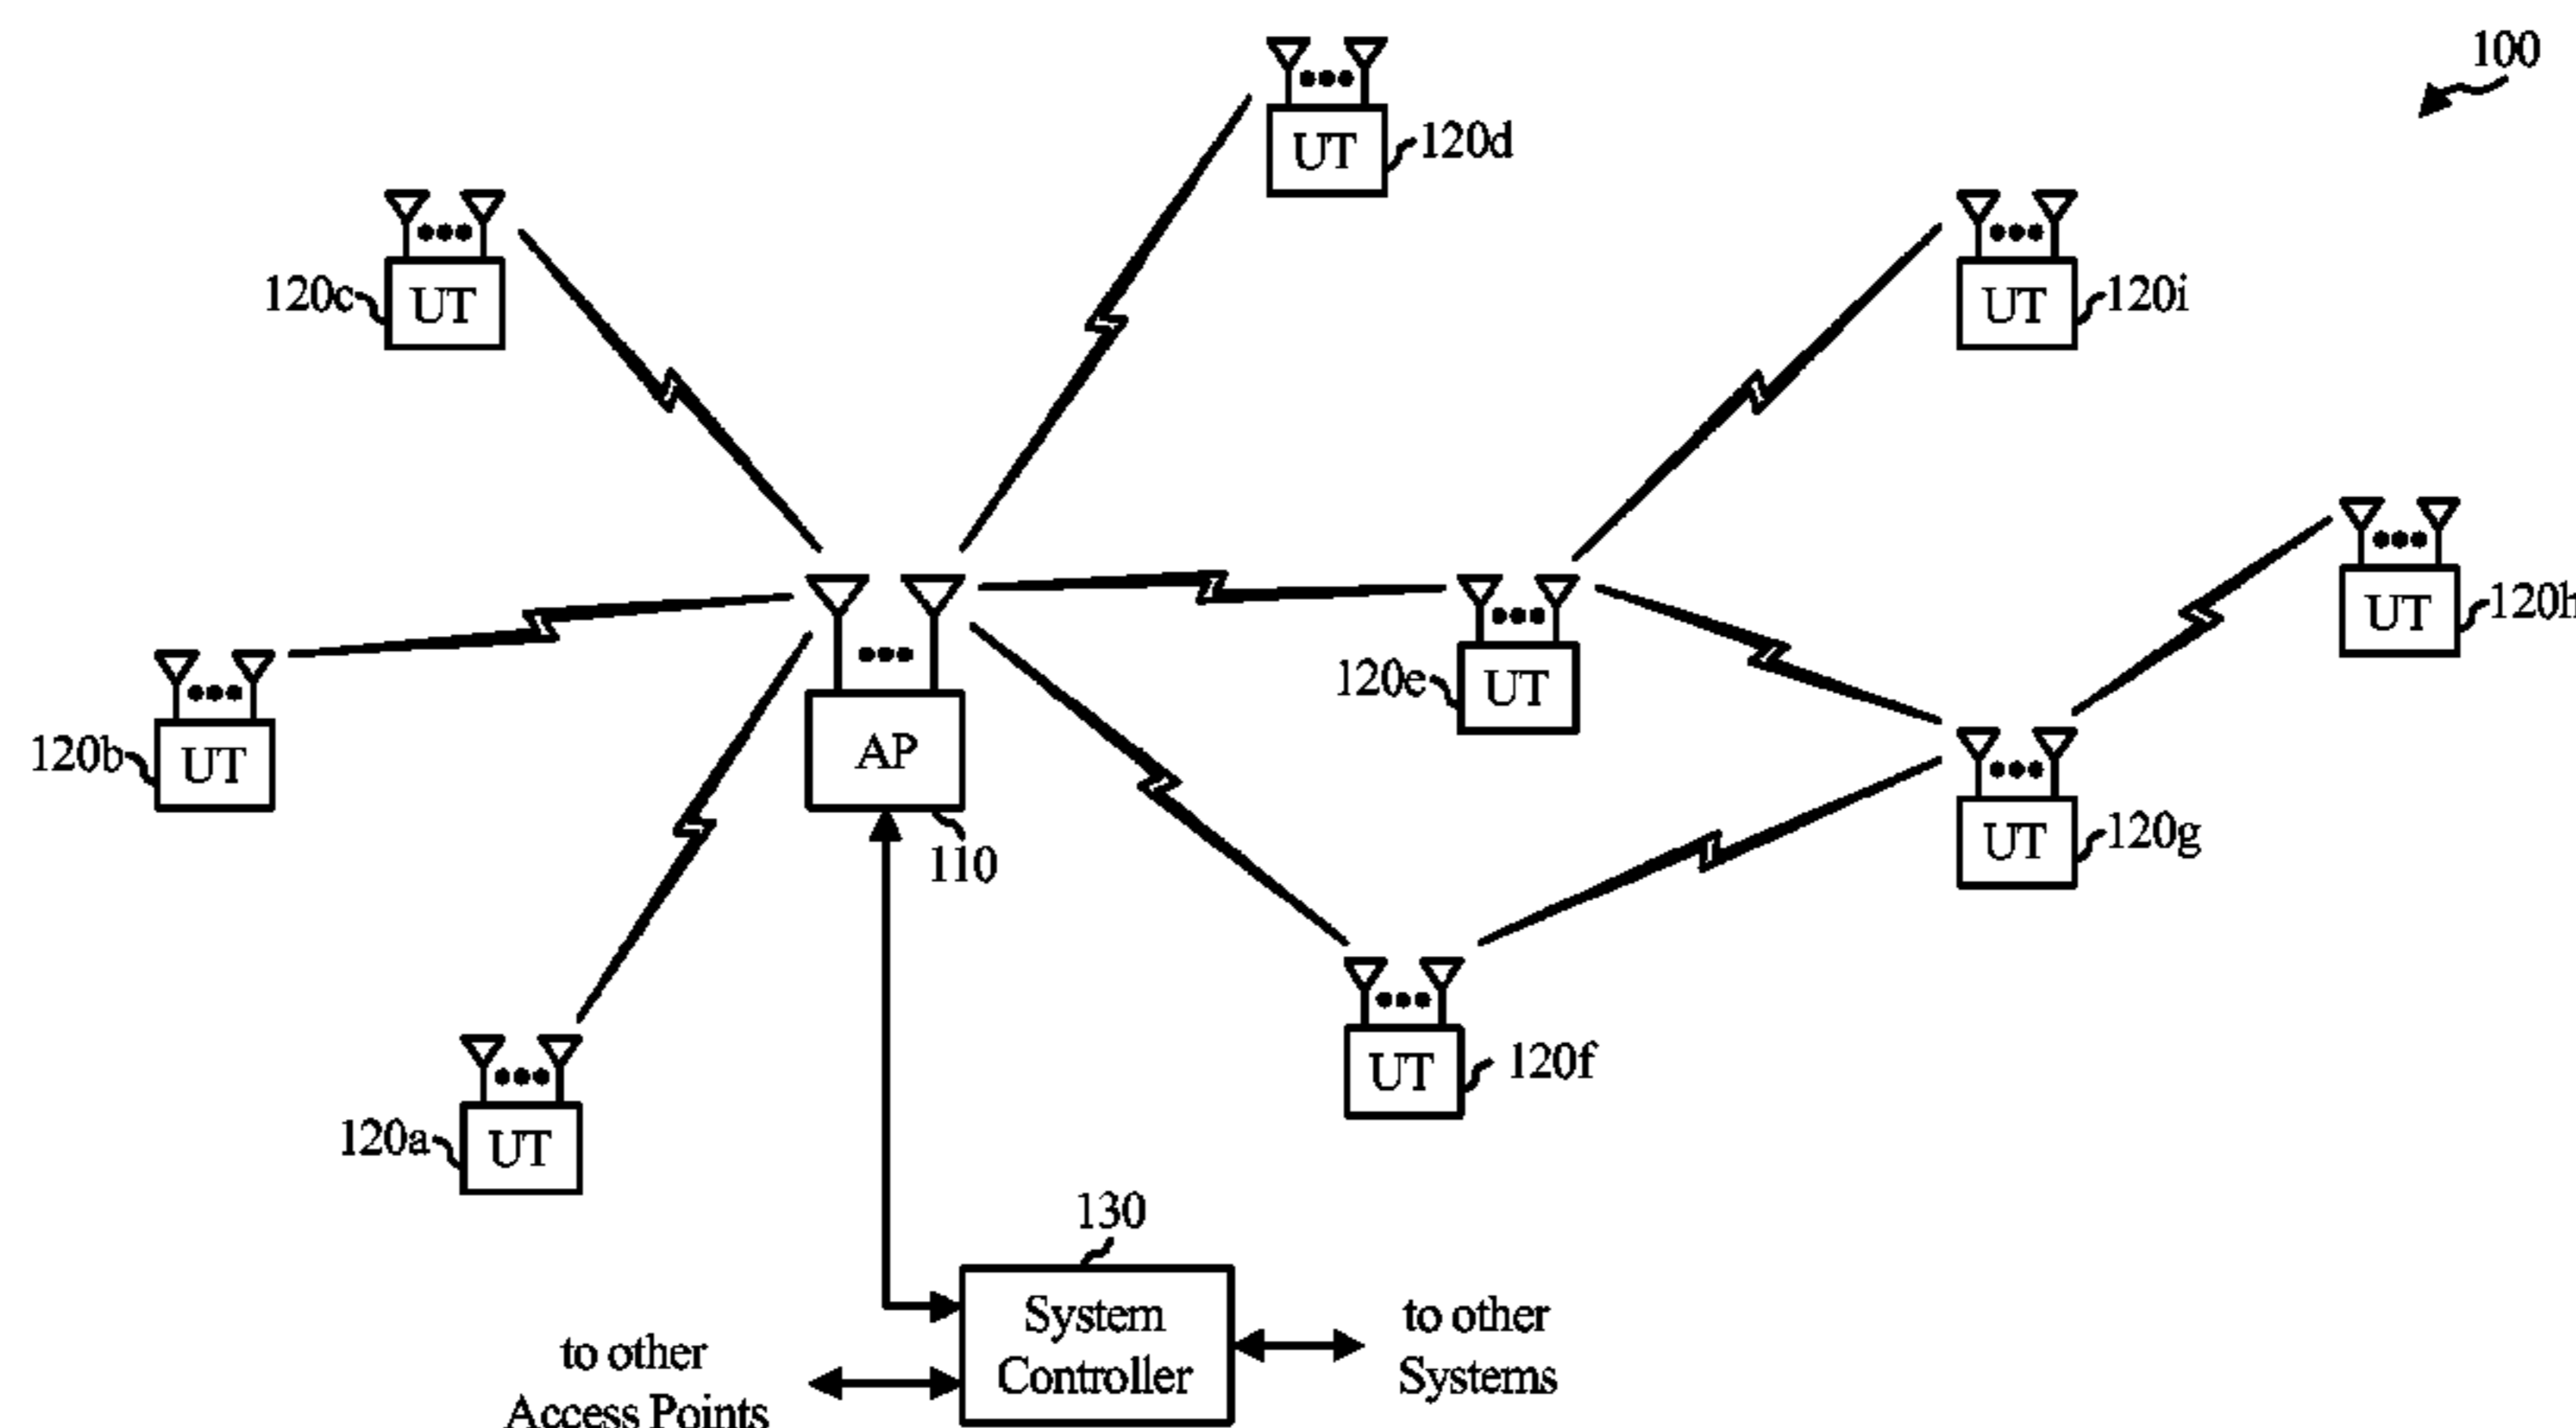 100
UT
120d
UT
120c
UT
120i
UT
120h
UT
120e
UT
120b
AP
110
UT
120g
UT
120f
UT
120a
130
System
Controller
to other
Systems
to other
Access Points